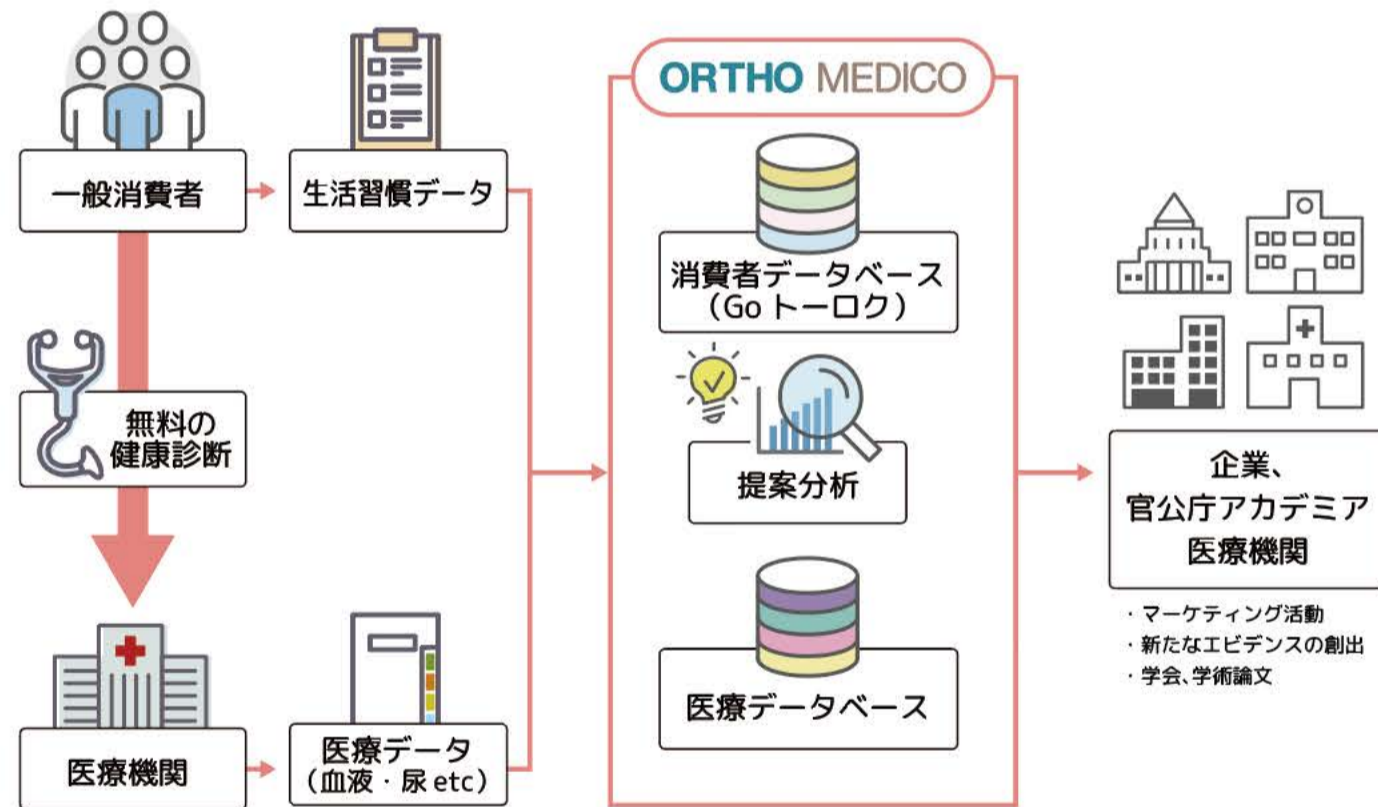 一般消費者
生活習慣データ
無料の
健康診断
医療機関
医療データ
(血液・尿 etc)
ORTHO MEDICO
消費者データベース
(Go トーロク)
提案分析
医療データベース
企業、
官公庁アカデミア
医療機関
・マーケティング活動
・新たなエビデンスの創出
・学会、学術論文